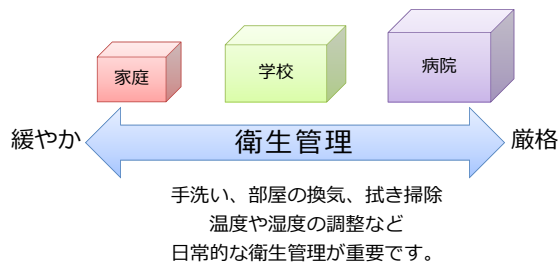 家庭
学校
病院
緩やか
衛生管理
厳格
手洗い、部屋の換気、拭き掃除
温度や湿度の調整など
日常的な衛生管理が重要です。